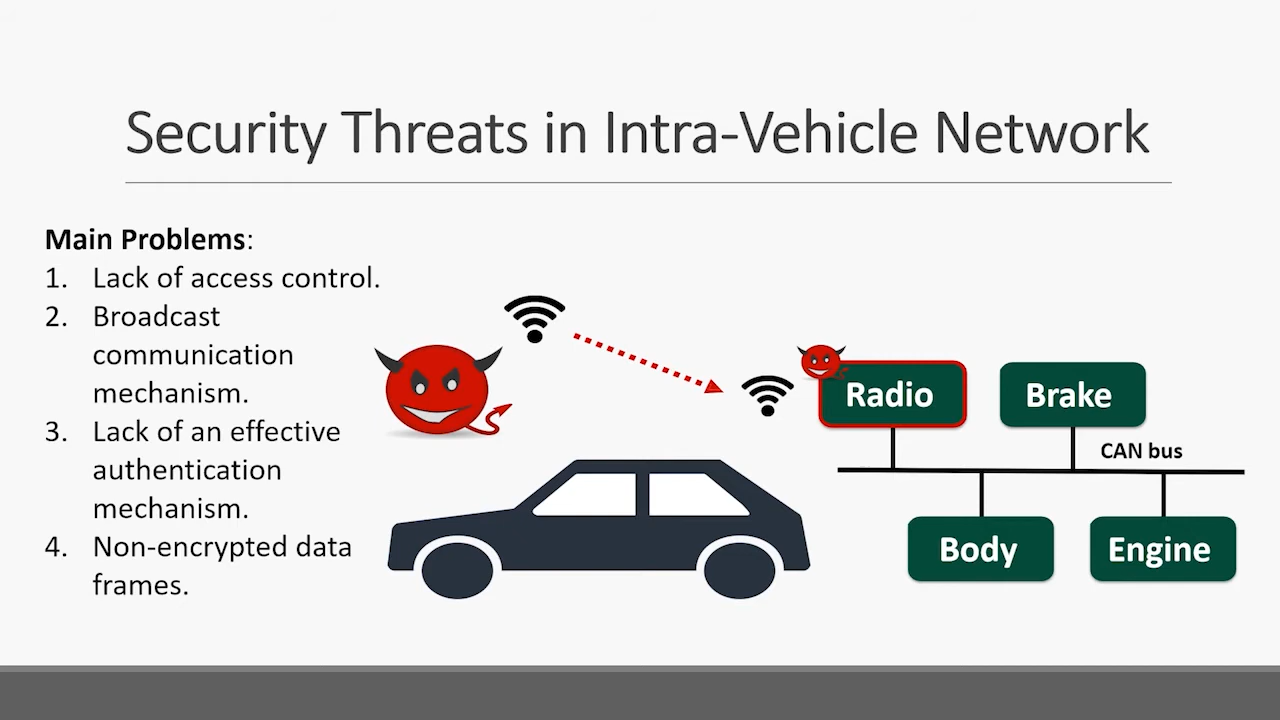 Security Threats in Intra-Vehicle Network
Main Problems:
1. Lack of access control.
2. Broadcast
communication
mechanism.
3. Lack of an effective
authentication
mechanism.
4. Non-encrypted data
frames.
Radio
Brake
CAN bus
Body
Engine